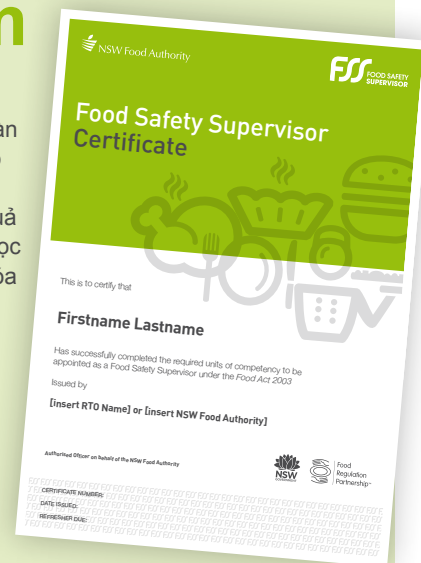 NSW Food Authority
FSS FOOD SAFETY
SUPERVISOR
Food Safety Supervisor
Certificate
This is to certify that
Firstname Lastname
Has successfully completed the required units of competency to be
appointed as a Food Safety Supervisor under the Food Act 2003
Issued by
[insert RTO Name] or [insert NSW Food Authority]
Authorised Officer on behalf of the NSW Food Authority
NSW
GOVERNMENT
Food
Regulation
Partnership
CERTIFICATE NUMBER:
DATE ISSUED:
REFRESHER DUE: